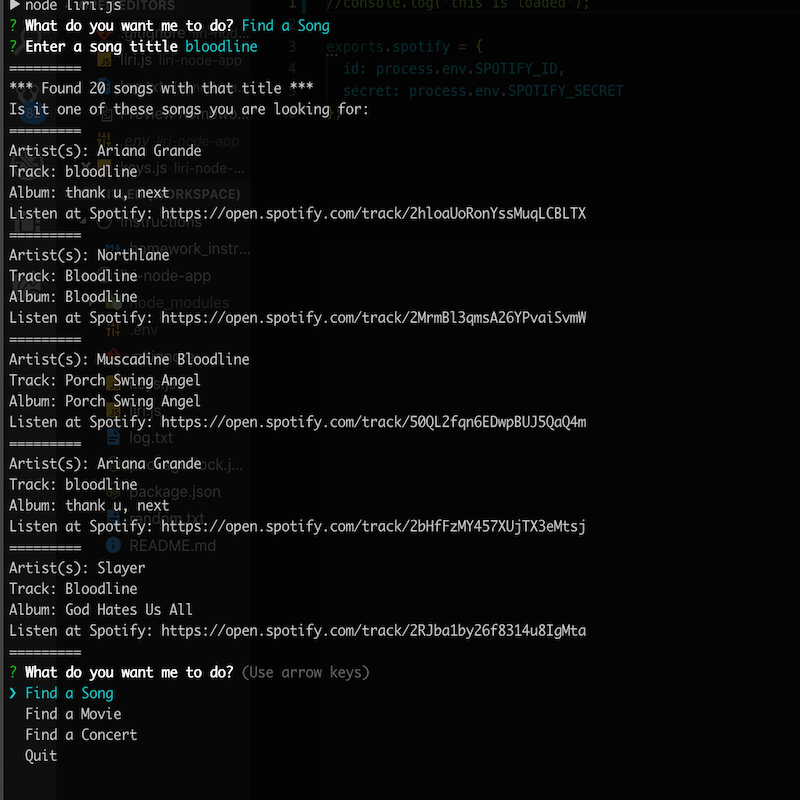 ▶ node liri.js
? What do you want me to do? Find a Song
? Enter a song tittle bloodline
=========
*** Found 20 songs with that title ***
Is it one of these songs you are looking for:
=========
Artist(s): Ariana Grande
Track: bloodline
Album: thank u, next
Listen at Spotify: https://open.spotify.com/track/2hloaUoRonYssMuqLCBLTX
=========
Artist(s): Northlane
Track: Bloodline
Album: Bloodline
Listen at Spotify: https://open.spotify.com/track/2MrmBl3qmsA26YPvaiSvmW
=========
Artist(s): Muscadine Bloodline
Track: Porch Swing Angel
Album: Porch Swing Angel
Listen at Spotify: https://open.spotify.com/track/50QL2fqn6EDwpBUJ5QaQ4m
=========
Artist(s): Ariana Grande
Track: bloodline
Album: thank u, next
Listen at Spotify: https://open.spotify.com/track/2bHfFzMY457XUjTX3eMtsj
=========
Artist(s): Slayer
Track: Bloodline
Album: God Hates Us All
Listen at Spotify: https://open.spotify.com/track/2RJba1by26f8314u8IgMta
=========
? What do you want me to do? (Use arrow keys)
❯ Find a Song
Find a Movie
Find a Concert
Quit
1 //console.log('this is loaded');
3 exports.spotify = {
4 id: process.env.SPOTIFY_ID,
secret: process.env.SPOTIFY_SECRET
EDITORS
liri.js liri-node-app
.env liri-node-app
keys.js liri-node-...
WORKSPACE)
instructions
homework_instr...
liri-node-app
node_modules
.env
liri.js
log.txt
package.json
random.txt
README.md